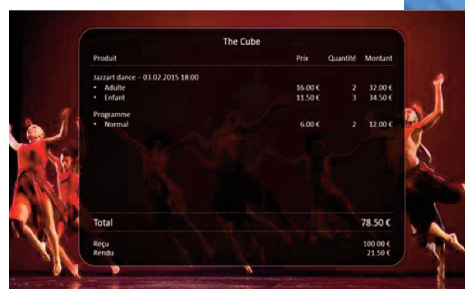 The Cube
Produit Prix Quantité Montant
Jazzart dance – 03.02.2015 18:00
• Adulte 16.00 € 2 32.00 €
• Enfant 11.50 € 3 34.50 €
Programme
• Normal 6.00 € 2 12.00 €
Total 78.50 €
Reçu 100.00 €
Rendu 21.50 €